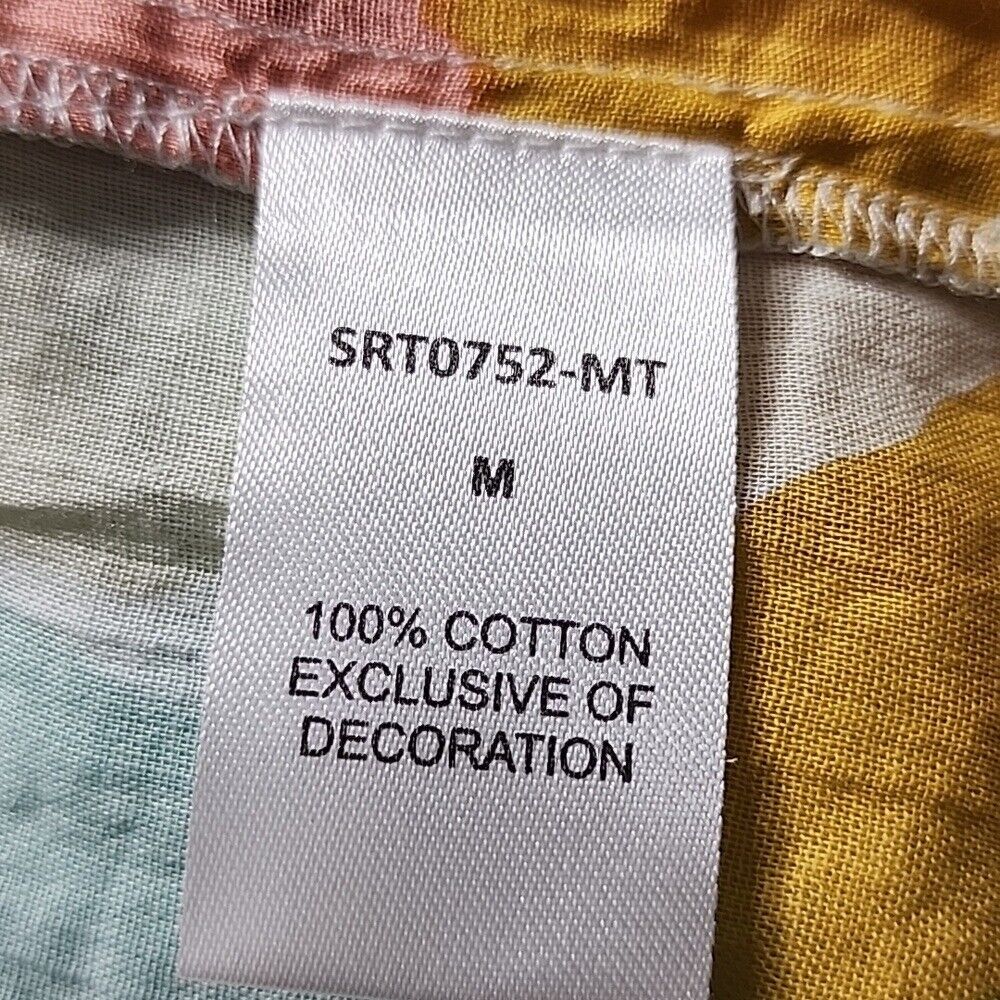 SRT0752-MT
M
100% COTTON
EXCLUSIVE OF
DECORATION